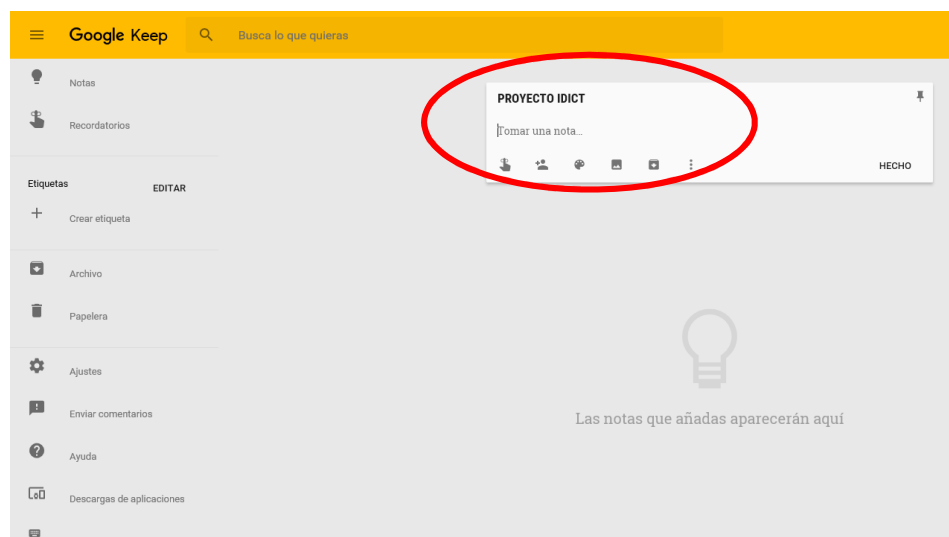 Google Keep
Busca lo que quieras
Notas
Recordatorios
Etiquetas
EDITAR
Crear etiqueta
Archivo
Papelera
Ajustes
Enviar comentarios
Ayuda
Descargas de aplicaciones
PROYECTO IDICT
Tomar una nota...
HECHO
Las notas que añadas aparecerán aquí